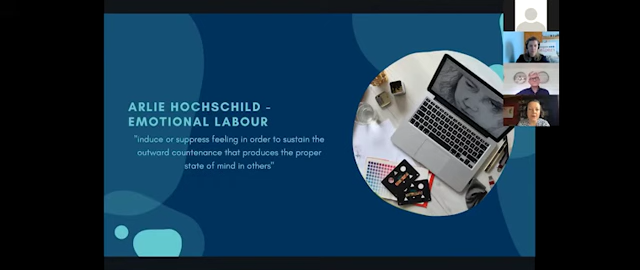 ARLIE HOCHSCHILD -
EMOTIONAL LABOUR
"induce or suppress feeling in order to sustain the
outward countenance that produces the proper
state of mind in others"